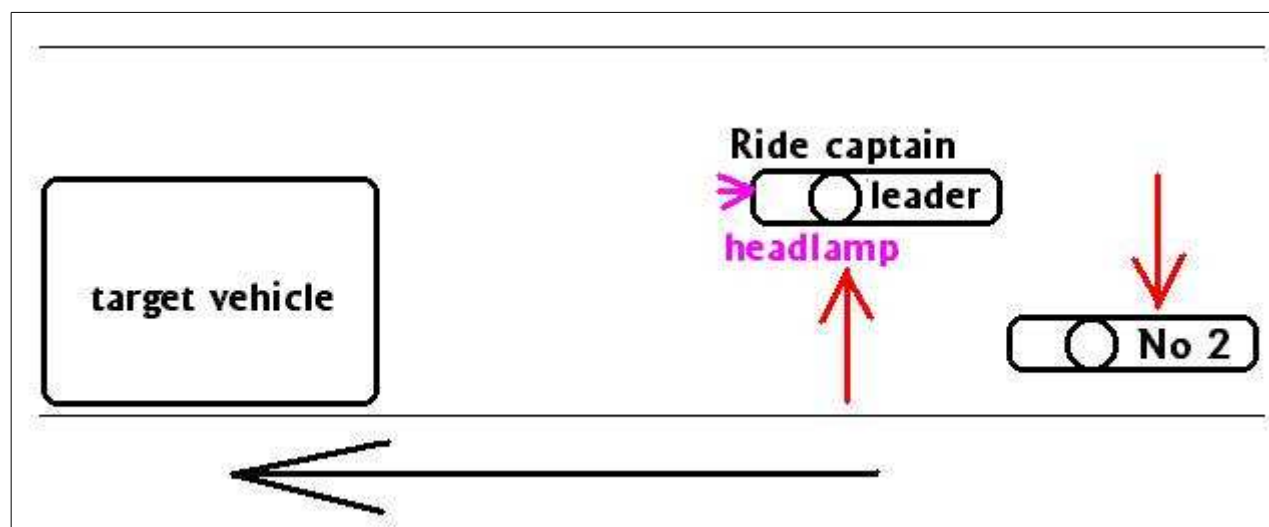 Ride captain
leader
headlamp
target vehicle
No 2